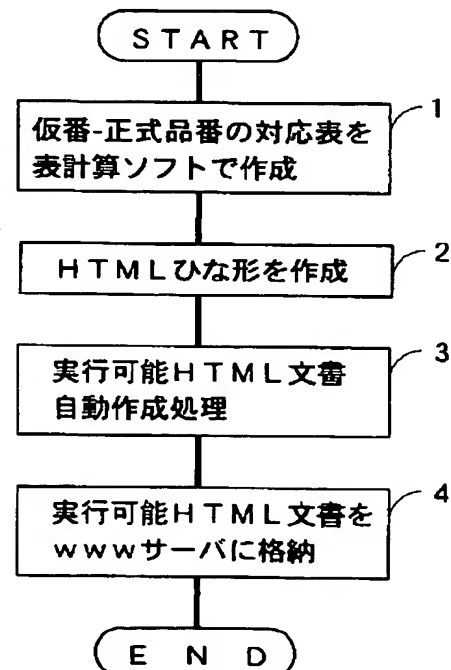 ＳＴＡＲＴ
1
仮番-正式品番の対応表を
表計算ソフトで作成
2
ＨＴＭＬひな形を作成
3
実行可能ＨＴＭＬ文書
自動作成処理
4
実行可能ＨＴＭＬ文書を
ｗｗｗサーバに格納
ＥＮＤ